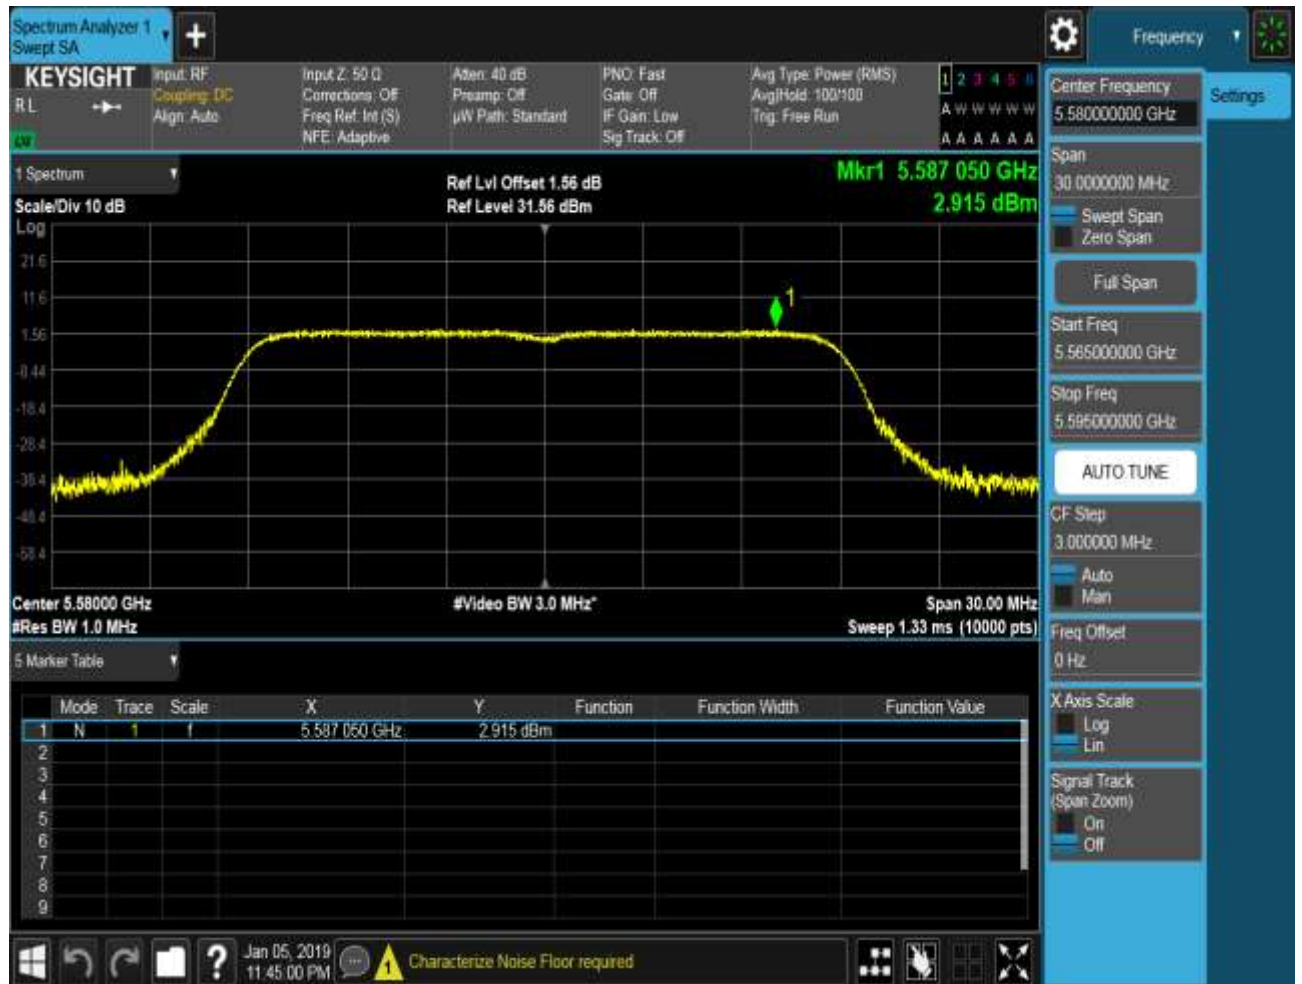 Spectrum Analyzer 1
Swept SA
Frequency
KEYSIGHT
R L
Input: RF
Coupling: DC
Align: Auto
Input Z: 50 Ω
Corrections: Off
Freq Ref: Int (S)
NFE: Adaptive
Atten: 40 dB
Preamp: Off
µW Path: Standard
PNO: Fast
Gate: Off
IF Gain: Low
Sig Track: Off
Avg Type: Power (RMS)
Avg|Hold: 100/100
Trig: Free Run
1 2 3 4 5 6
A W W W W W
A A A A A A
1 Spectrum
Scale/Div 10 dB
Ref Lvl Offset 1.56 dB
Ref Level 31.56 dBm
Mkr1 5.587 050 GHz
2.915 dBm
Log
21.6
11.6
1.56
-8.44
-18.4
-28.4
-38.4
-48.4
-58.4
1
Center 5.58000 GHz
#Video BW 3.0 MHz*
Span 30.00 MHz
#Res BW 1.0 MHz
Sweep 1.33 ms (10000 pts)
5 Marker Table
Mode Trace Scale X Y Function Function Width Function Value
1 N 1 f 5.587 050 GHz 2.915 dBm
2
3
4
5
6
7
8
9
Center Frequency
5.580000000 GHz
Settings
Span
30.0000000 MHz
Swept Span
Zero Span
Full Span
Start Freq
5.565000000 GHz
Stop Freq
5.595000000 GHz
AUTO TUNE
CF Step
3.000000 MHz
Auto
Man
Freq Offset
0 Hz
X Axis Scale
Log
Lin
Signal Track
(Span Zoom)
On
Off
?
Jan 05, 2019
11:45:00 PM
1
Characterize Noise Floor required